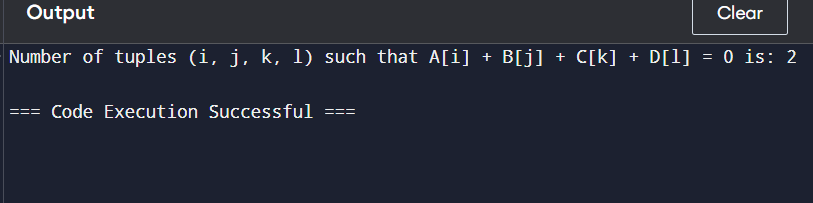 Output
Clear
Number of tuples (i, j, k, l) such that A[i] + B[j] + C[k] + D[l] = 0 is: 2
=== Code Execution Successful ===